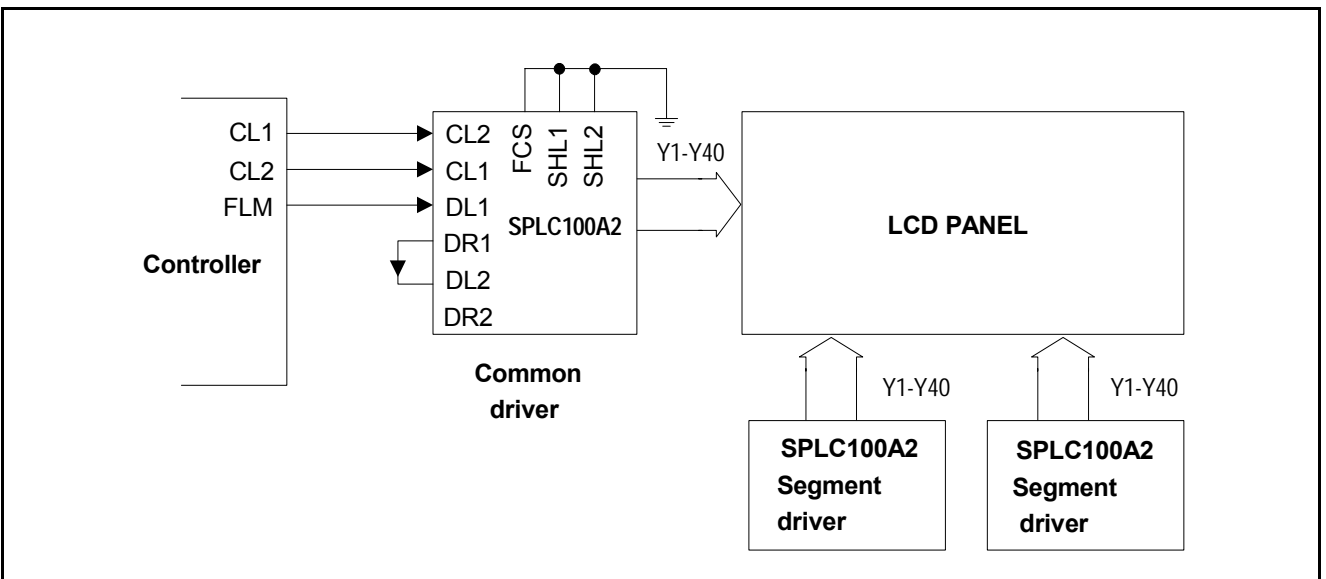 CL1
CL2
FLM
Controller
CL2
CL1
DL1
DR1
DL2
DR2
FCS
SHL1
SHL2
SPLC100A2
Common
driver
Y1-Y40
LCD PANEL
Y1-Y40
Y1-Y40
SPLC100A2
Segment
driver
SPLC100A2
Segment
driver